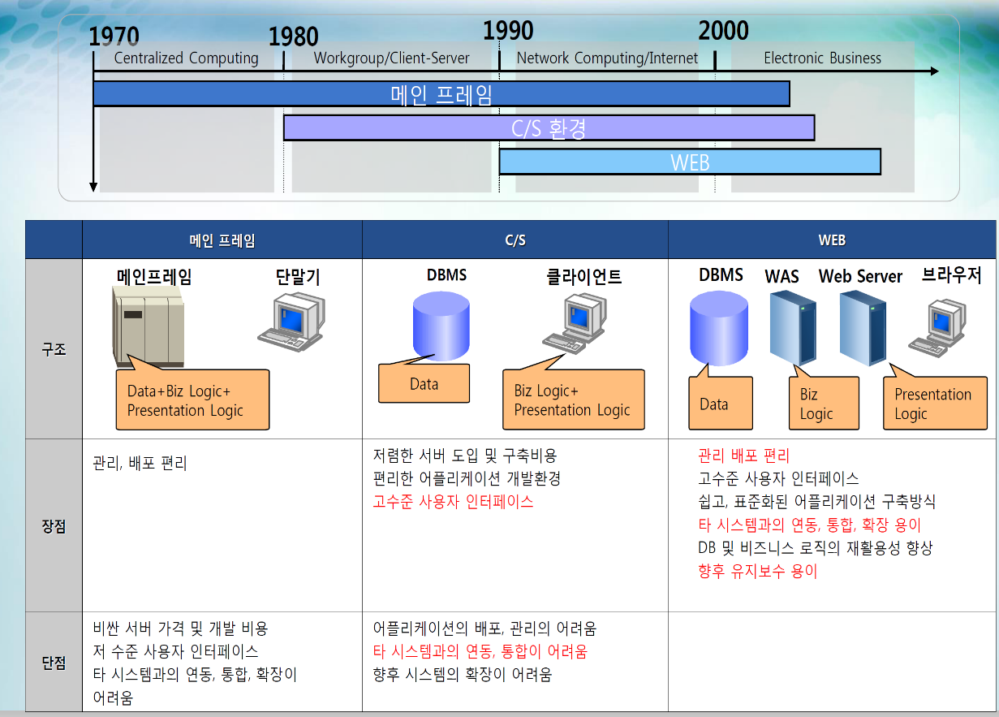 1970
1980
1990
2000
Centralized Computing
Workgroup/Client-Server
Network Computing/Internet
Electronic Business
메인 프레임
C/S 환경
WEB
메인 프레임
C/S
WEB
구조
메인프레임
단말기
Data+Biz Logic+
Presentation Logic
DBMS
클라이언트
Data
Biz Logic+
Presentation Logic
DBMS
WAS
Web Server
브라우저
Data
Biz
Logic
Presentation
Logic
장점
관리, 배포 편리
저렴한 서버 도입 및 구축비용
편리한 어플리케이션 개발환경
고수준 사용자 인터페이스
관리 배포 편리
고수준 사용자 인터페이스
쉽고, 표준화된 어플리케이션 구축방식
타 시스템과의 연동, 통합, 확장 용이
DB 및 비즈니스 로직의 재활용성 향상
향후 유지보수 용이
단점
비싼 서버 가격 및 개발 비용
저 수준 사용자 인터페이스
타 시스템과의 연동, 통합, 확장이
어려움
어플리케이션의 배포, 관리의 어려움
타 시스템과의 연동, 통합이 어려움
향후 시스템의 확장이 어려움